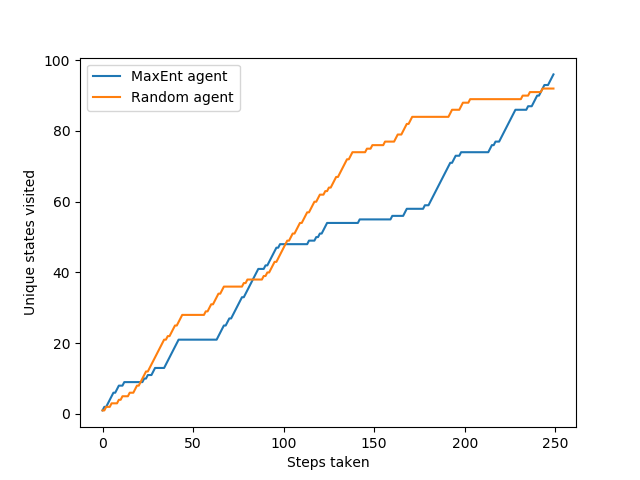 100
80
60
40
20
0
Unique states visited
MaxEnt agent
Random agent
0 50 100 150 200 250
Steps taken